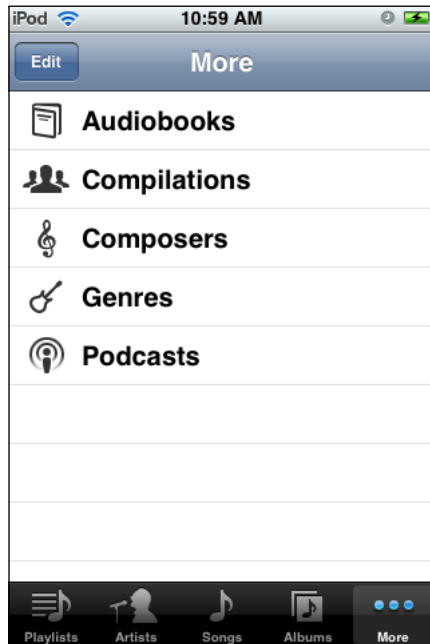 iPod 10:59 AM
Edit More
Audiobooks
Compilations
Composers
Genres
Podcasts
Playlists Artists Songs Albums More